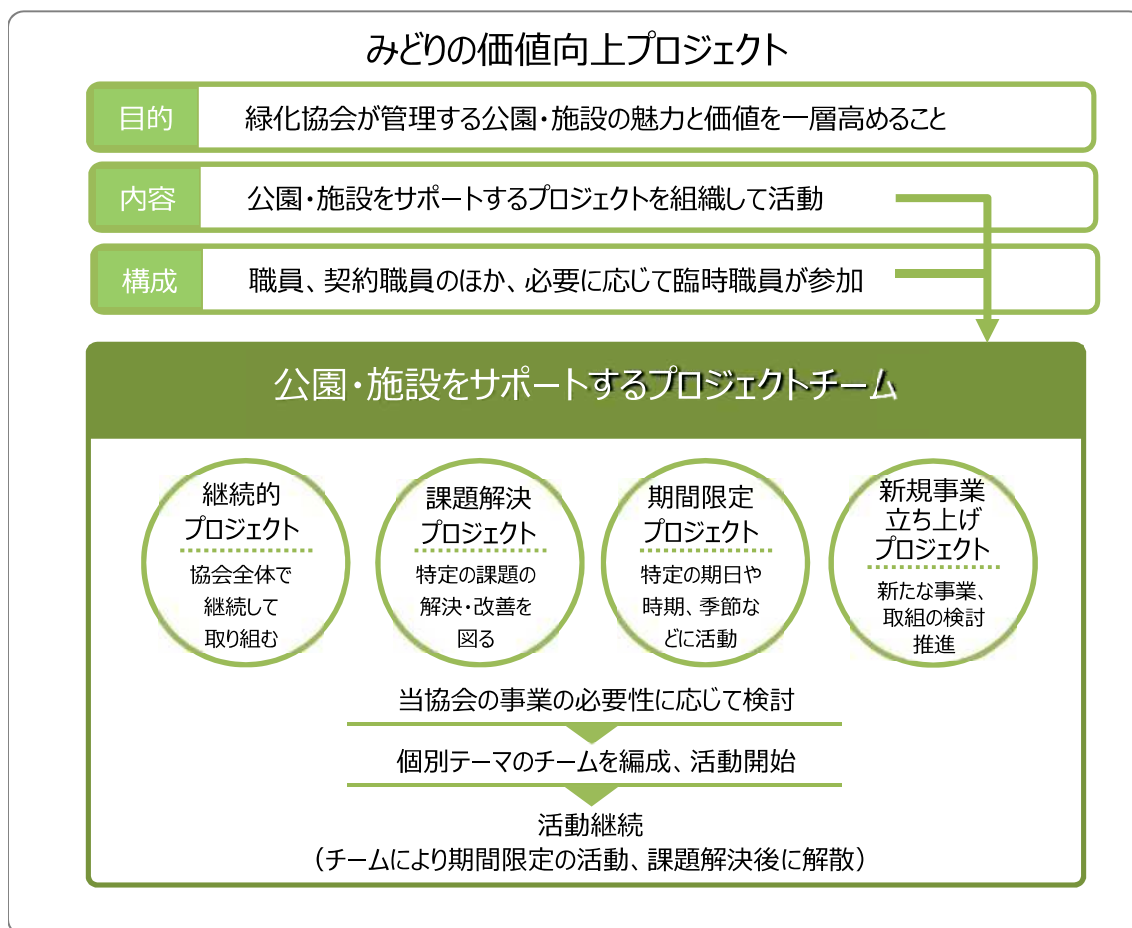 みどりの価値向上プロジェクト
目的
緑化協会が管理する公園・施設の魅力と価値を一層高めること
内容
公園・施設をサポートするプロジェクトを組織して活動
構成
職員、契約職員のほか、必要に応じて臨時職員が参加
公園・施設をサポートするプロジェクトチーム
継続的
プロジェクト
協会全体で
継続して
取り組む
課題解決
プロジェクト
特定の課題の
解決・改善を
図る
期間限定
プロジェクト
特定の期日や
時期、季節な
どに活動
新規事業
立ち上げ
プロジェクト
新たな事業、
取組の検討
推進
当協会の事業の必要性に応じて検討
個別テーマのチームを編成、活動開始
活動継続
（チームにより期間限定の活動、課題解決後に解散）